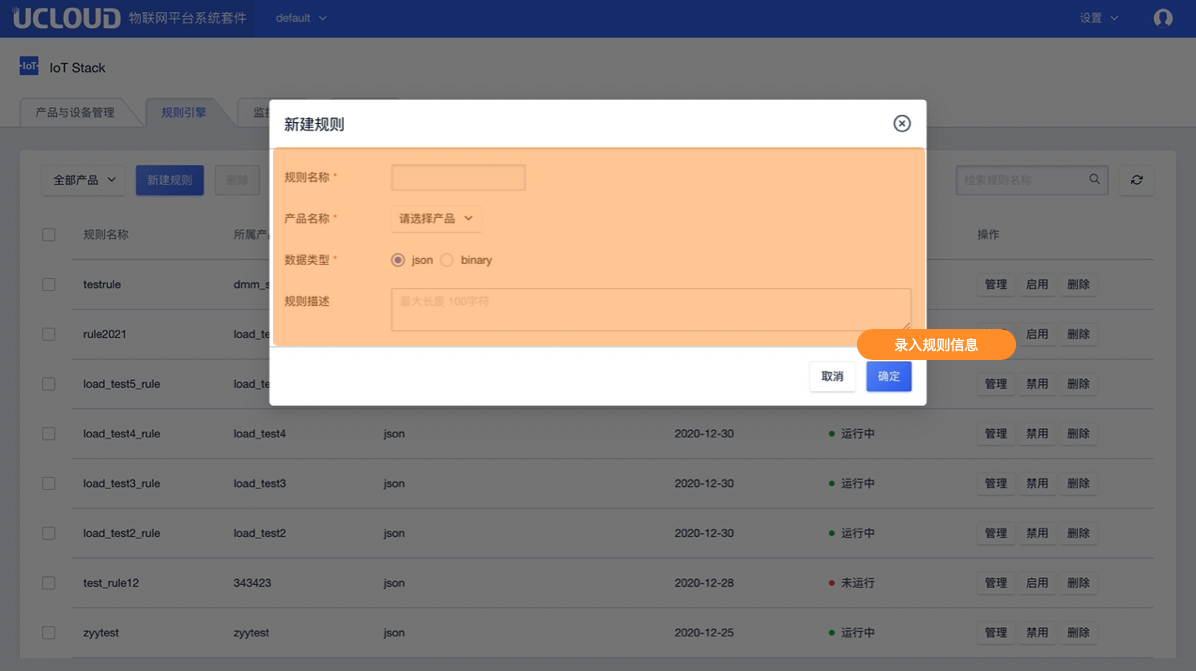 UCLOUD 物联网平台系统套件 default 设置
IoT IoT Stack
产品与设备管理 规则引擎
新建规则
全部产品 新建规则 删除 检索规则名称
规则名称 *
产品名称 * 请选择产品
数据类型 * json binary
规则描述 最大长度 100字符
录入规则信息
取消 确定
规则名称 操作
testrule 管理 启用 删除
rule2021 启用 删除
load_test5_rule 管理 禁用 删除
load_test4_rule load_test4 json 2020-12-30 运行中 管理 禁用 删除
load_test3_rule load_test3 json 2020-12-30 运行中 管理 禁用 删除
load_test2_rule load_test2 json 2020-12-30 运行中 管理 禁用 删除
test_rule12 343423 json 2020-12-28 未运行 管理 启用 删除
zyytest zyytest json 2020-12-25 运行中 管理 禁用 删除